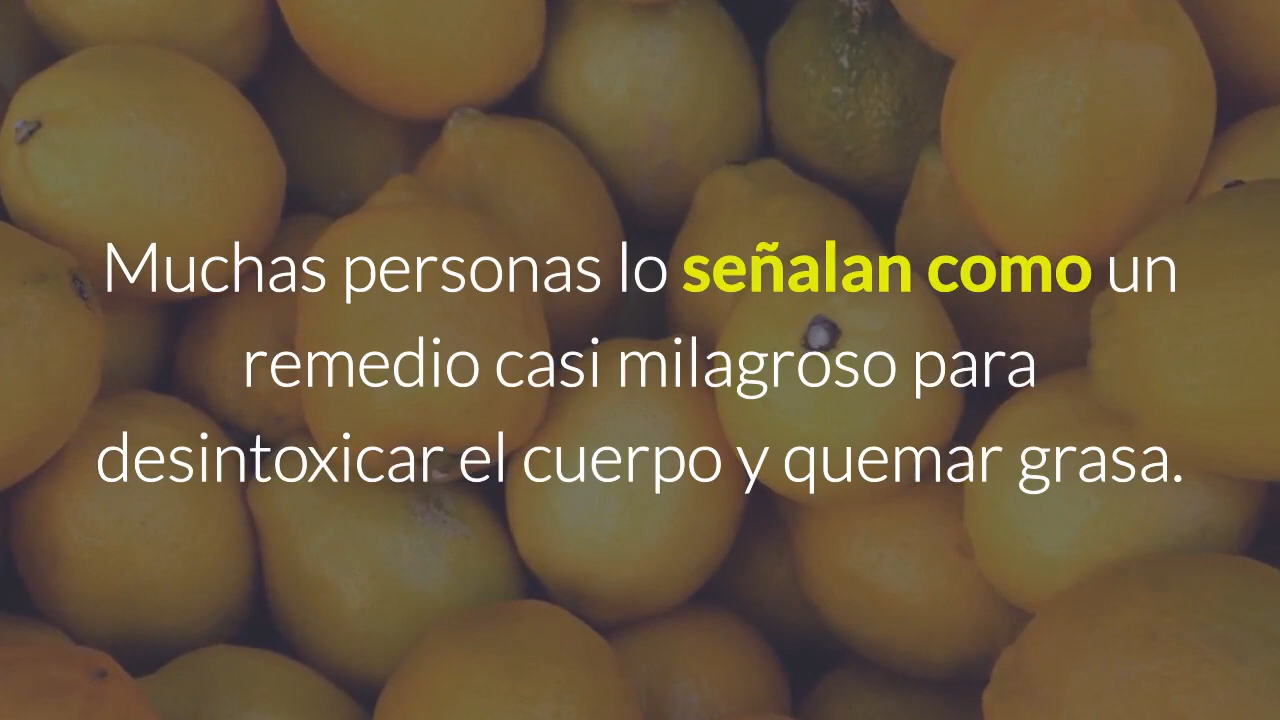 Muchas personas lo señalan como un
remedio casi milagroso para
desintoxicar el cuerpo y quemar grasa.